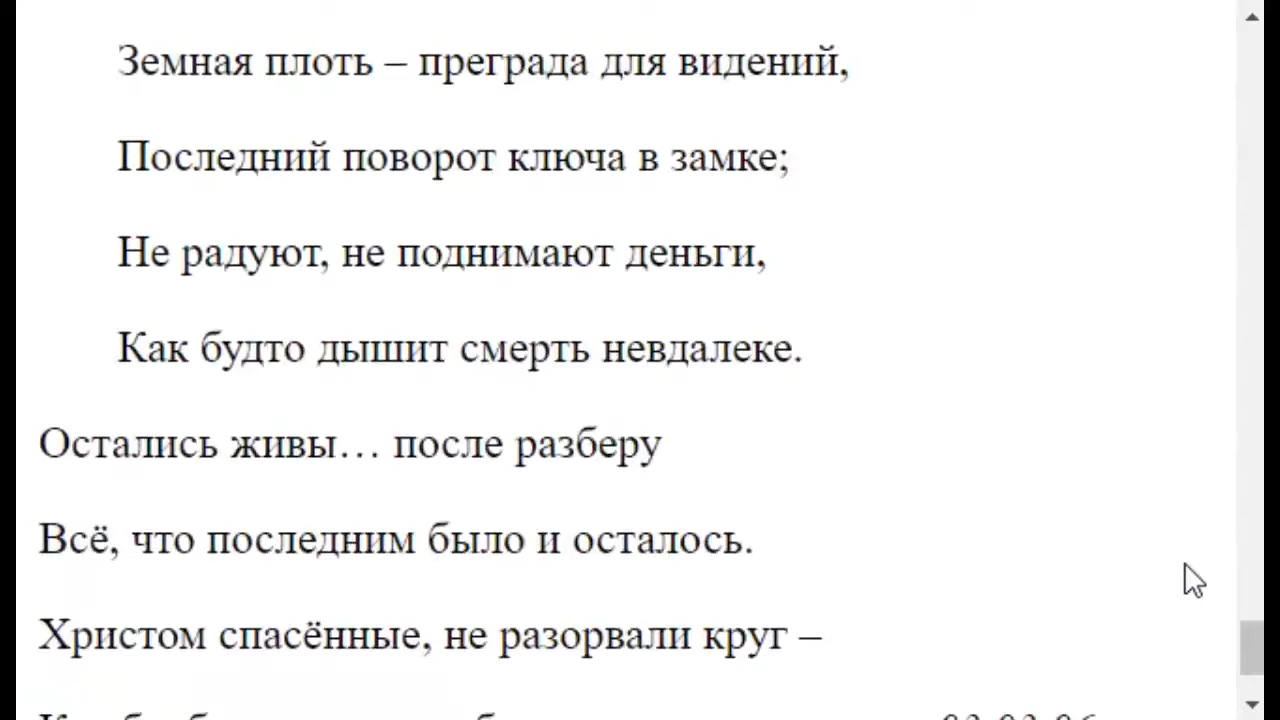 Земная плоть – преграда для видений,
Последний поворот ключа в замке;
Не радуют, не поднимают деньги,
Как будто дышит смерть невдалеке.
Остались живы… после разберу
Всё, что последним было и осталось.
Христом спасённые, не разорвали круг –